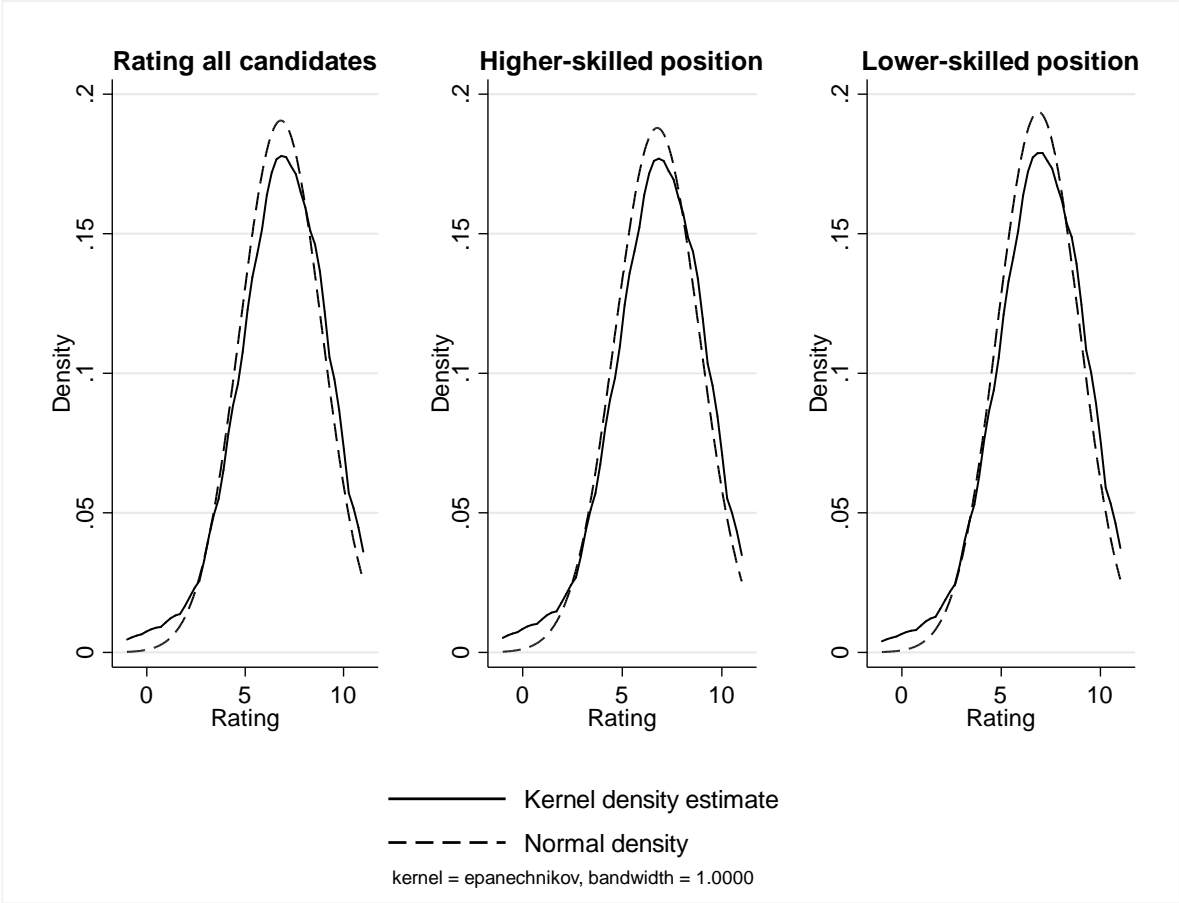 Rating all candidates
Density
.2
.15
.1
.05
0
0 5 10
Rating
Higher-skilled position
Density
.2
.15
.1
.05
0
0 5 10
Rating
Lower-skilled position
Density
.2
.15
.1
.05
0
0 5 10
Rating
Kernel density estimate
Normal density
kernel = epanechnikov, bandwidth = 1.0000